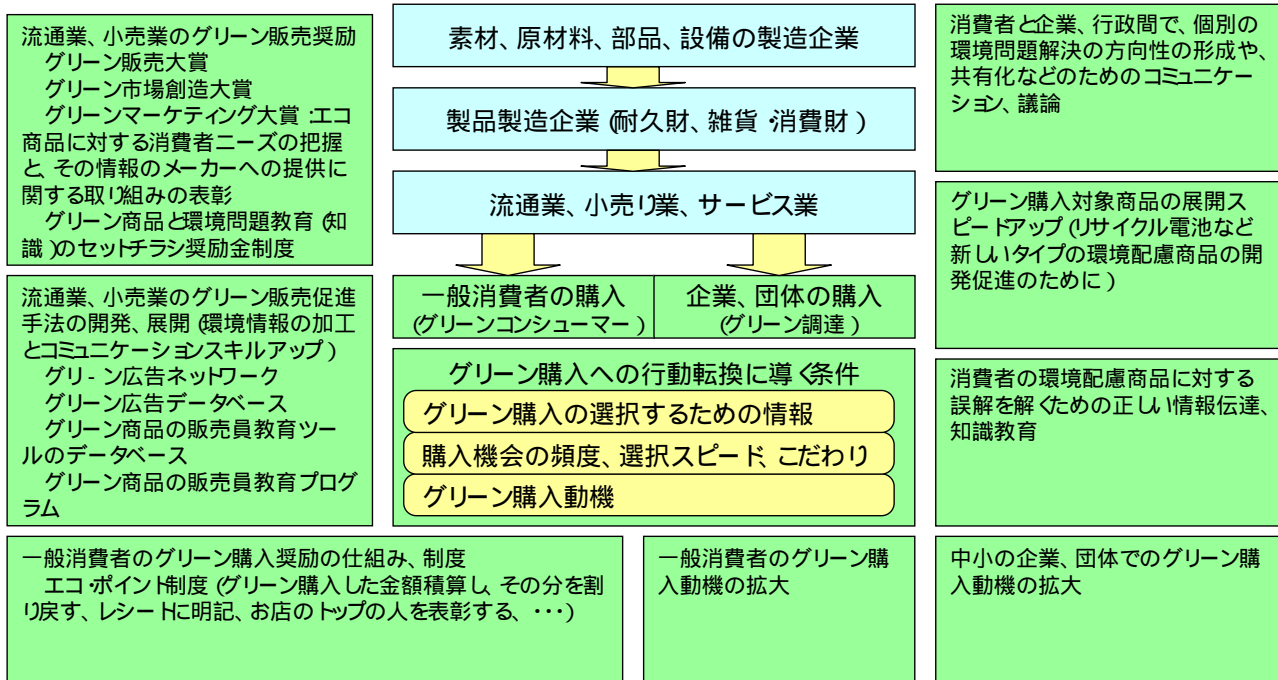 流通業、小売業のグリーン販売奨励
グリーン販売大賞
グリーン市場創造大賞
グリーンマーケティング大賞:エコ
商品に対する消費者ニーズの把握
と、その情報のメーカーへの提供に
関する取り組みの表彰
グリーン商品と環境問題教育(知
識)のセットチラシ奨励金制度
流通業、小売業のグリーン販売促進
手法の開発、展開(環境情報の加工
とコミュニケーションスキルアップ)
グリ-ン広告ネットワーク
グリーン広告データベース
グリーン商品の販売員教育ツー
ルのデータベース
グリーン商品の販売員教育プログ
ラム
素材、原材料、部品、設備の製造企業
製品製造企業(耐久財、雑貨・消費財)
流通業、小売り業、サービス業
一般消費者の購入
(グリーンコンシューマー)
企業、団体の購入
(グリーン調達)
グリーン購入への行動転換に導く条件
グリーン購入の選択するための情報
購入機会の頻度、選択スピード、こだわり
グリーン購入動機
消費者と企業、行政間で、個別の
環境問題解決の方向性の形成や、
共有化などのためのコミュニケー
ション、議論
グリーン購入対象商品の展開ス
ピードアップ(リサイクル電池など
新しいタイプの環境配慮商品の開
発促進のために)
消費者の環境配慮商品に対する
誤解を解くための正しい情報伝達、
知識教育
一般消費者のグリーン購入奨励の仕組み、制度
エコ・ポイント制度(グリーン購入した金額積算し、その分を割
り戻す、レシートに明記、お店のトップの人を表彰する、・・・)
一般消費者のグリーン購
入動機の拡大
中小の企業、団体でのグリーン購
入動機の拡大